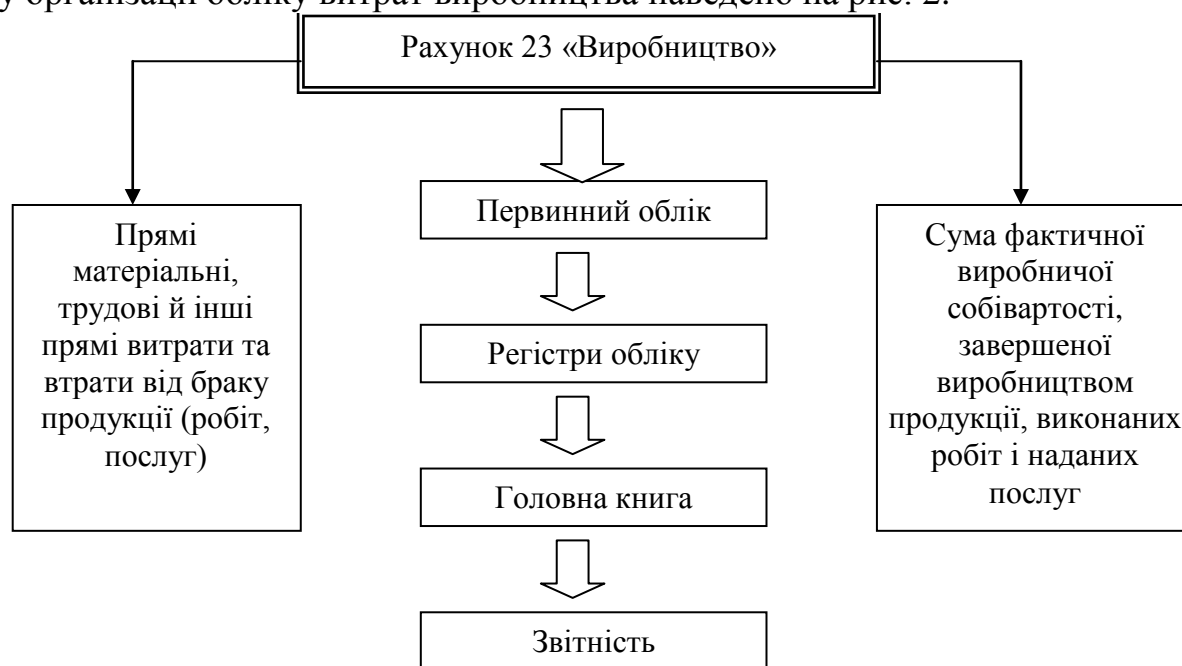 у організації обліку витрат виробництва наведено на рис. 2.
Рахунок 23 «Виробництво»
Прямі
матеріальні,
трудові й інші
прямі витрати та
втрати від браку
продукції (робіт,
послуг)
Первинний облік
Регістри обліку
Головна книга
Звітність
Сума фактичної
виробничої
собівартості,
завершеної
виробництвом
продукції, виконаних
робіт і наданих
послуг